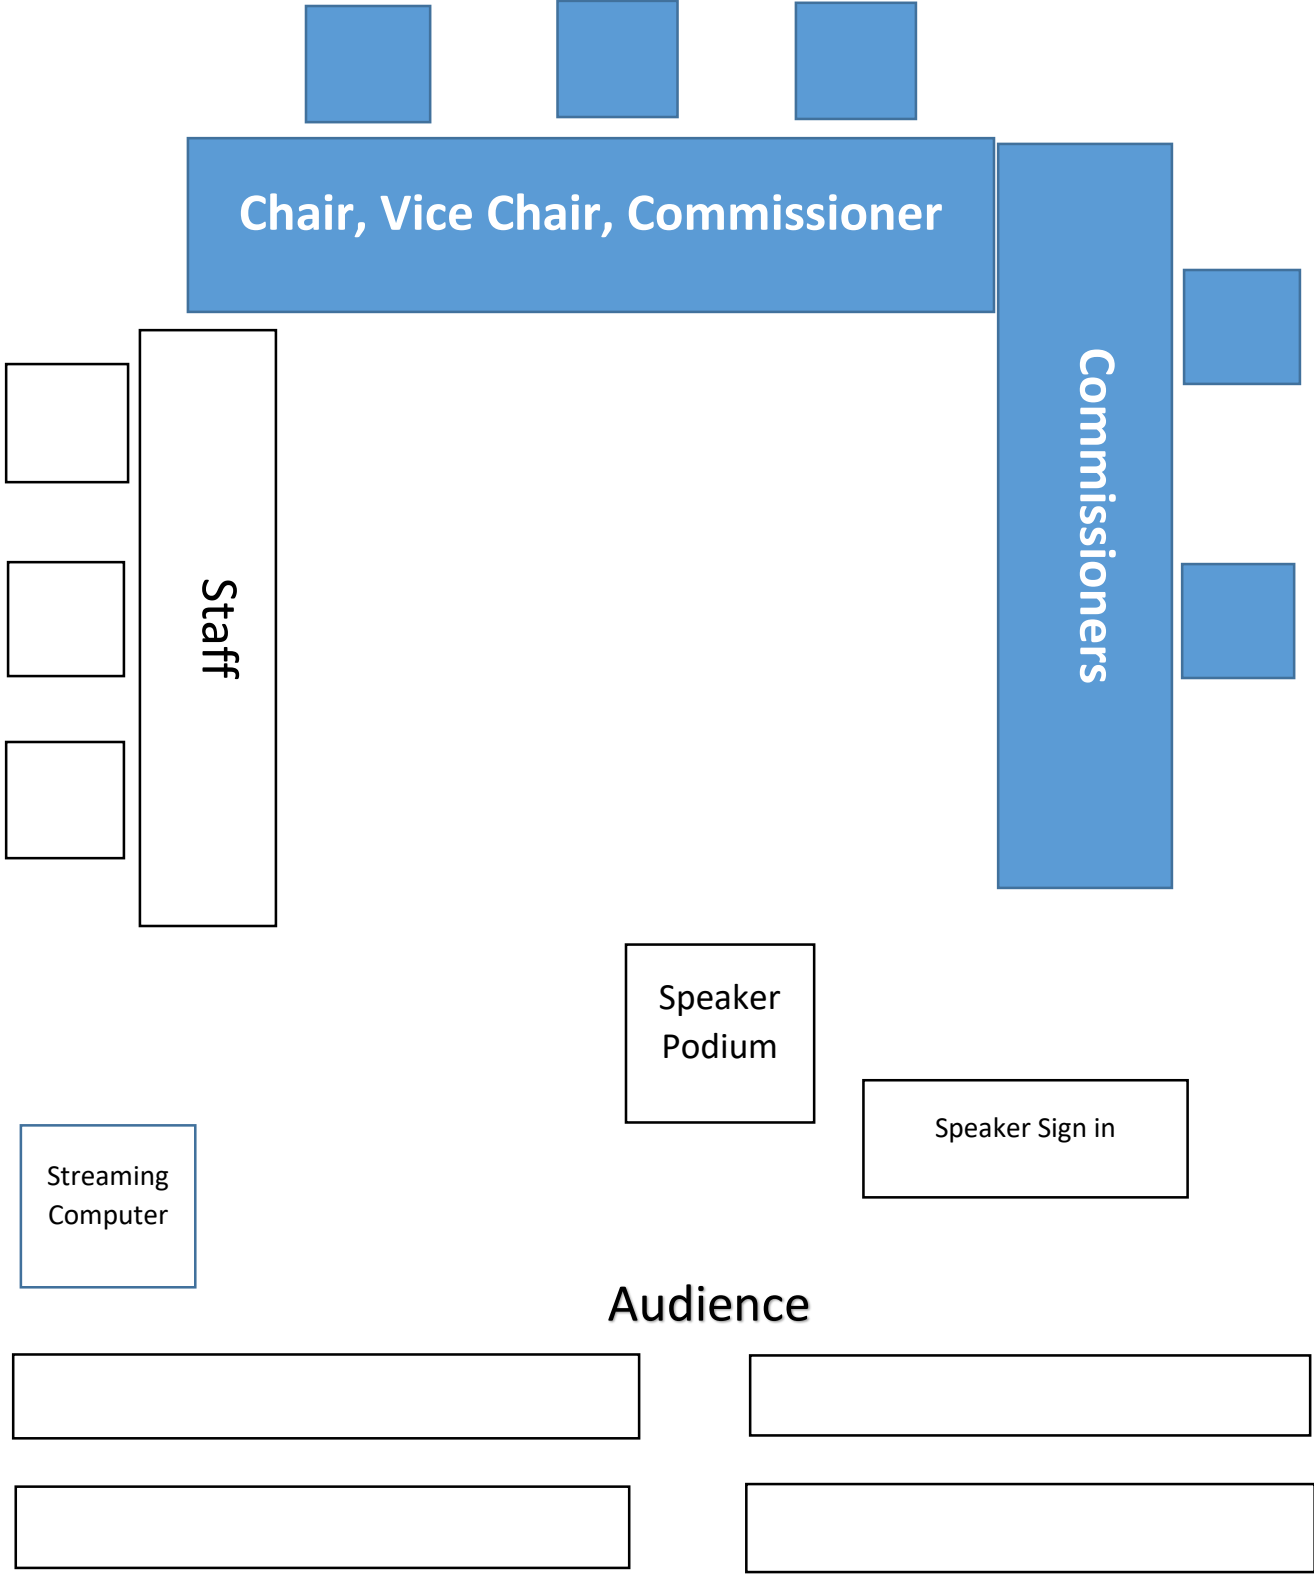 Chair, Vice Chair, Commissioner
Commissioners
Staff
Speaker
Podium
Speaker Sign in
Streaming
Computer
Audience